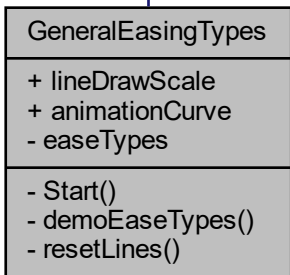 GeneralEasingTypes
+ lineDrawScale
+ animationCurve
- easeTypes
- Start()
- demoEaseTypes()
- resetLines()